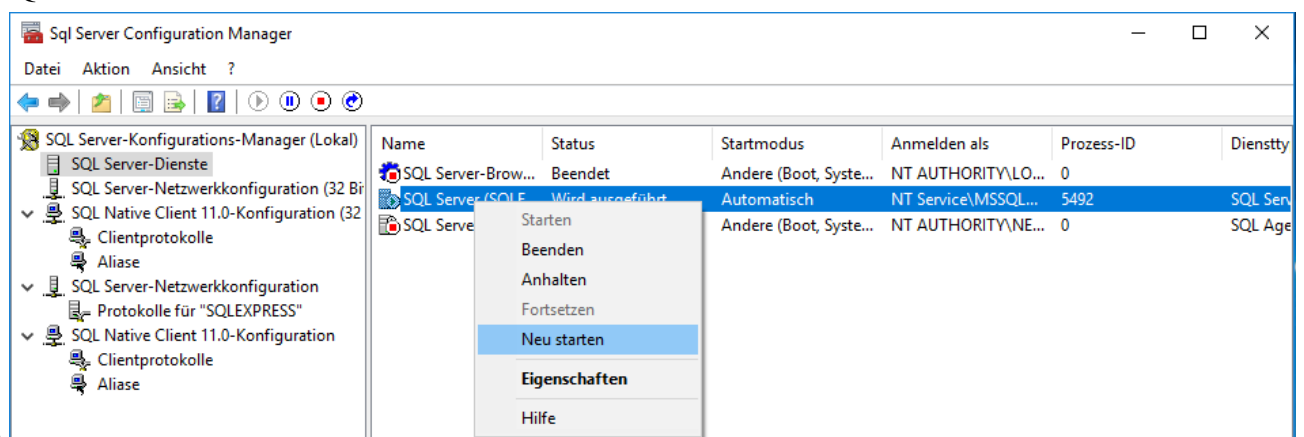 Sql Server Configuration Manager
Datei Aktion Ansicht ?
SQL Server-Konfigurations-Manager (Lokal)
SQL Server-Dienste
SQL Server-Netzwerkkonfiguration (32 Bi
SQL Native Client 11.0-Konfiguration (32
Clientprotokolle
Aliase
SQL Server-Netzwerkkonfiguration
Protokolle für "SQLEXPRESS"
SQL Native Client 11.0-Konfiguration
Clientprotokolle
Aliase
Name Status Startmodus Anmelden als Prozess-ID Dienstty
SQL Server-Brow... Beendet Andere (Boot, Syste... NT AUTHORITY\LO... 0
SQL Server (SQLE Wird ausgeführt Automatisch NT Service\MSSQL... 5492 SQL Serv
SQL Serve Andere (Boot, Syste... NT AUTHORITY\NE... 0 SQL Age
Starten
Beenden
Anhalten
Fortsetzen
Neu starten
Eigenschaften
Hilfe